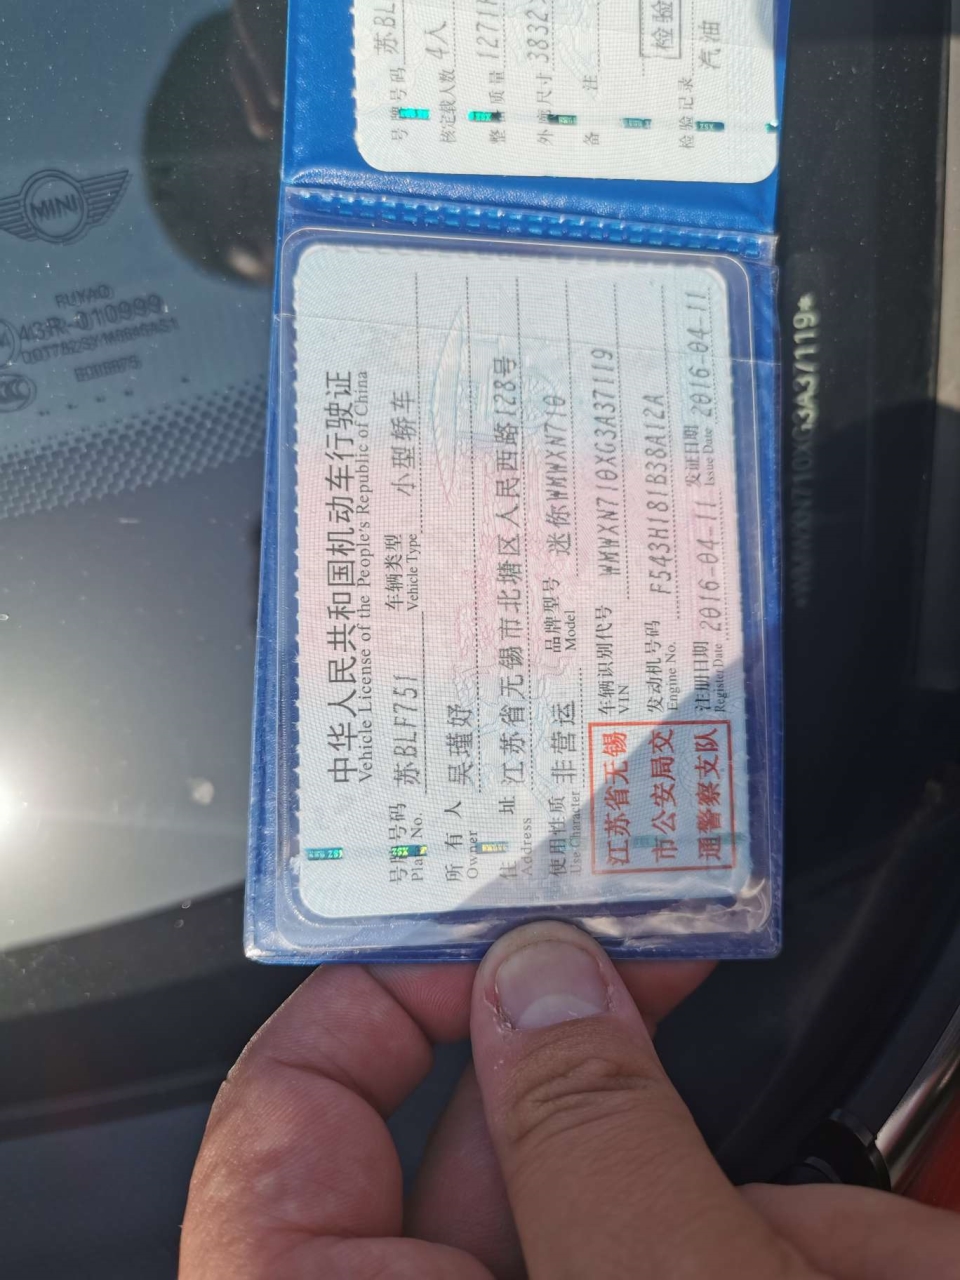 中华人民共和国机动车行驶证
Vehicle License of the People's Republic of China
号牌号码 苏BLF751 车辆类型 小型轿车
Plate No. Vehicle Type
所有人 吴瑾妤
Owner
住址 江苏省无锡市北塘区人民西路128号
Address
使用性质 非营运 品牌型号 迷你WMWXN710
Use Character Model
江苏省无锡
市公安局交
通警察支队
车辆识别代号 WMWXN710XG3A37119
VIN
发动机号码 F543H181B38A12A
Engine No.
注册日期 2016-04-11 发证日期 2016-04-11
Register Date Issue Date
号牌号码 苏BL
核定载人数 4人
整备质量 1271
外廓尺寸 3832
备注
检验记录 汽油
检验
MINI
43R-010999
*WMWXN710XG3A37119*